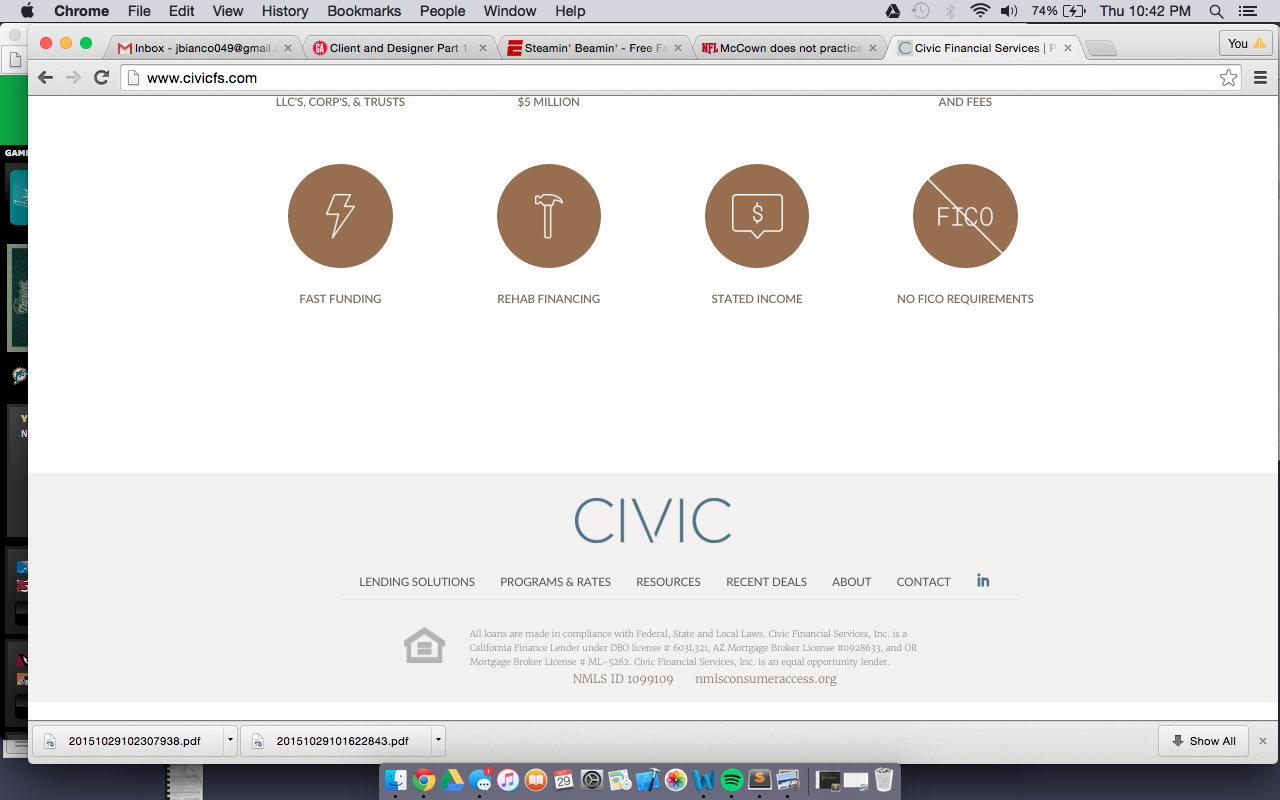 Chrome File Edit View History Bookmarks People Window Help 74% Thu 10:42 PM
Inbox - jbianco049@gmail. Client and Designer Part 1: Steamin' Beamin' - Free Fa NFL McCown does not practice Civic Financial Services | P You
www.civicfs.com
LLC'S, CORP'S, & TRUSTS $5 MILLION AND FEES
GAM
$ FICO
FAST FUNDING REHAB FINANCING STATED INCOME NO FICO REQUIREMENTS
Y
N
CIVIC
LENDING SOLUTIONS PROGRAMS & RATES RESOURCES RECENT DEALS ABOUT CONTACT in
All loans are made in compliance with Federal, State and Local Laws. Civic Financial Services, Inc. is a
California Finance Lender under DBO license # 603L321, AZ Mortgage Broker License #0928633, and OR
Mortgage Broker License # ML-5282. Civic Financial Services, Inc. is an equal opportunity lender.
NMLS ID 1099109 nmlsconsumeraccess.org
20151029102307938.pdf 20151029101622843.pdf Show All
OCT
29